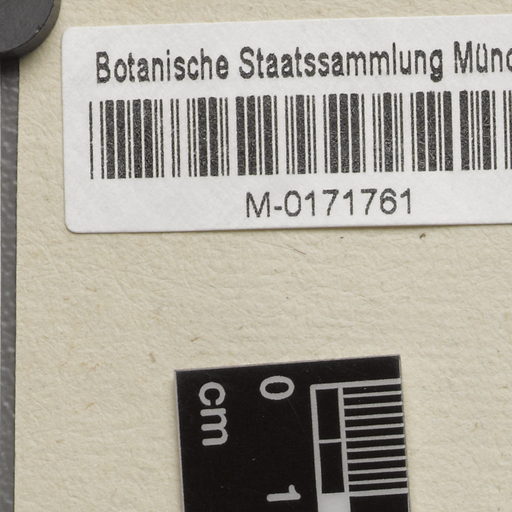 Botanische Staatssammlung Münc
M-0171761
cm 0
1